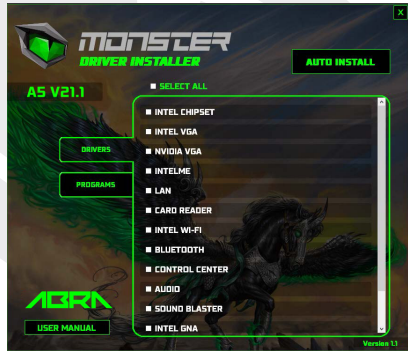 X
MONSTER
DRIVER INSTALLER
AUTO INSTALL
A5 V21.1
SELECT ALL
INTEL CHIPSET
INTEL VGA
DRIVERS
NVIDIA VGA
INTELME
PROGRAMS
LAN
CARD READER
INTEL WI-FI
BLUETOOTH
CONTROL CENTER
AUDIO
ABRA
SOUND BLASTER
USER MANUAL
INTEL GNA
Version 1.1